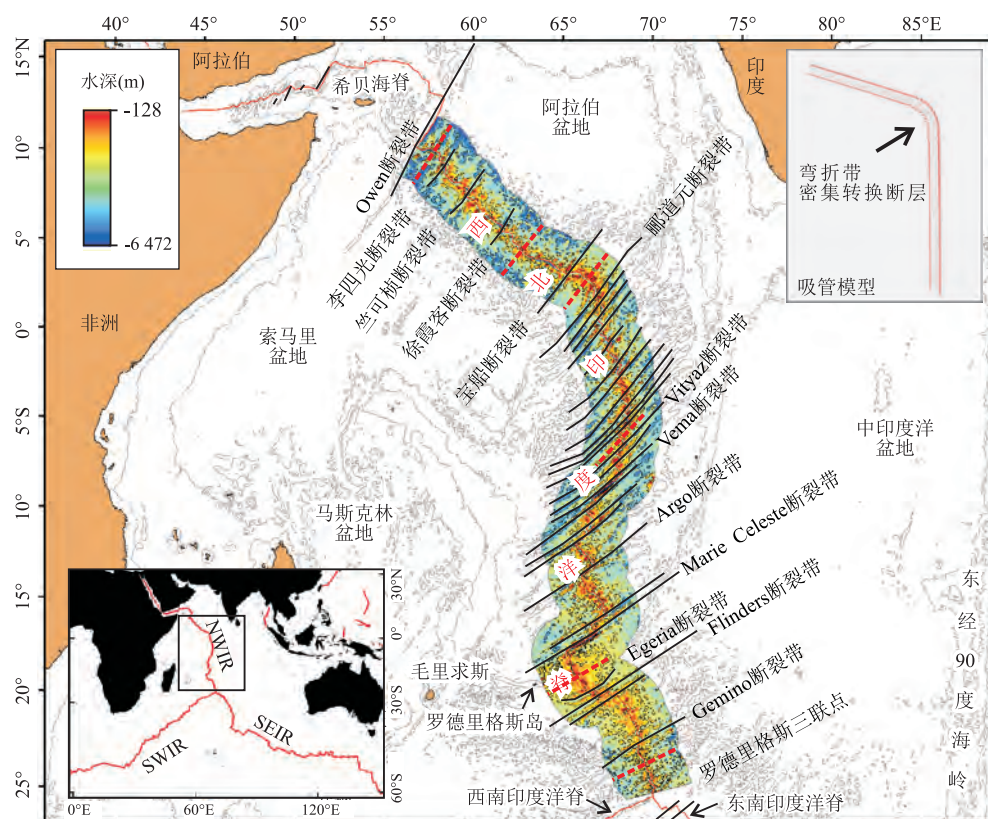 40°
45°
50°
55°
60°
65°
70°
75°
80°
85°E
15°N
10°
5°
0°
5°
10°
15°
20°
25°
水深(m)
-128
-6 472
阿拉伯
希贝海脊
阿拉伯
盆地
印
度
弯折带
密集转换断层
吸管模型
Owen断裂带
李四光断裂带
竺可桢断裂带
徐霞客断裂带
宝船断裂带
郦道元断裂带
非洲
索马里
盆地
西
北
印
度
洋
脊
Vityaz断裂带
Vema断裂带
中印度洋
盆地
Argo断裂带
马斯克林
盆地
Marie Celeste断裂带
Egeria断裂带
Flinders断裂带
毛里求斯
罗德里格斯岛
Gemino断裂带
罗德里格斯三联点
东
经
90
度
海
岭
西南印度洋脊
东南印度洋脊
NWIR
SWIR
SEIR
30°N
0°
30°S
60°S
0°E
60°E
120°E